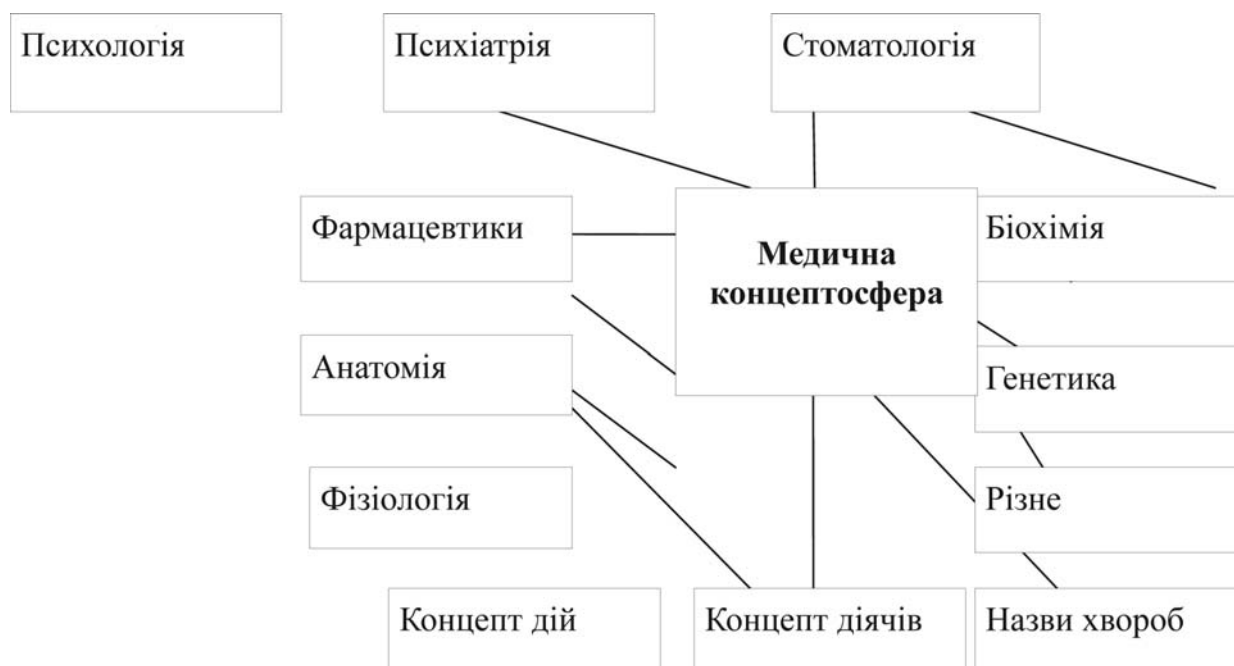 Психологія
Психіатрія
Стоматологія
Фармацевтики
Медична
концептосфера
Біохімія
Анатомія
Генетика
Фізіологія
Різне
Концепт дій
Концепт діячів
Назви хвороб